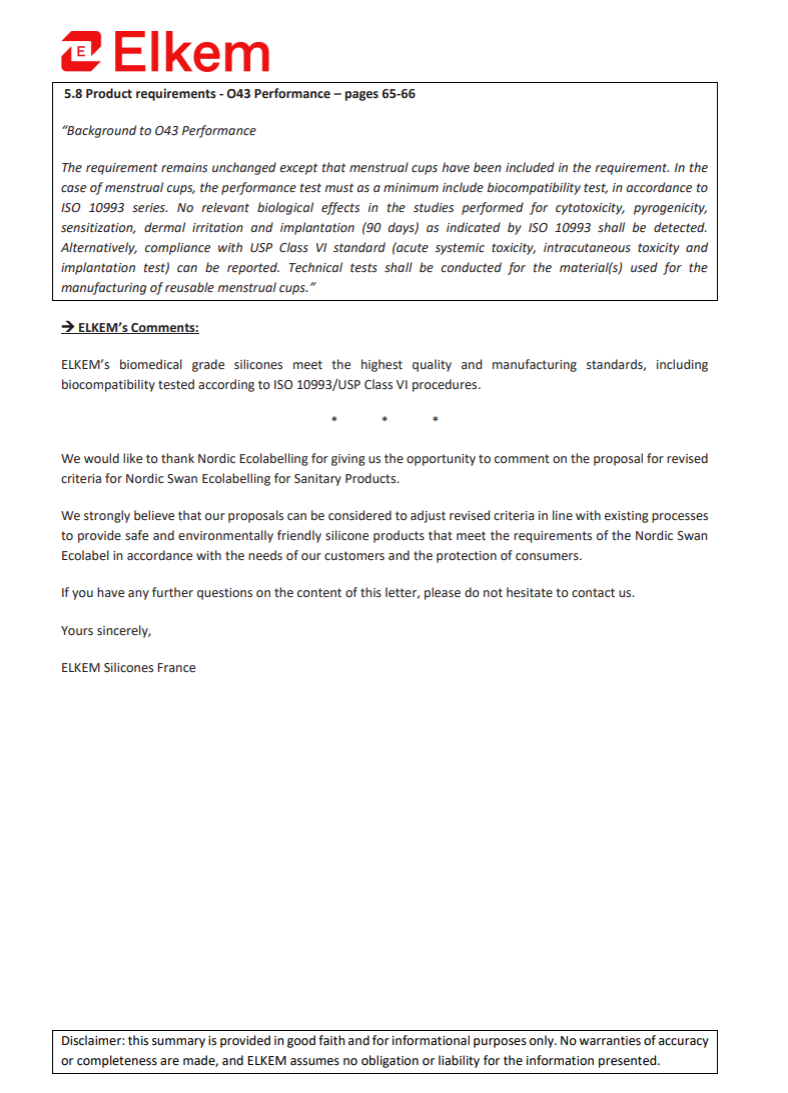 E Elkem
5.8 Product requirements - O43 Performance – pages 65-66
“Background to O43 Performance
The requirement remains unchanged except that menstrual cups have been included in the requirement. In the
case of menstrual cups, the performance test must as a minimum include biocompatibility test, in accordance to
ISO 10993 series. No relevant biological effects in the studies performed for cytotoxicity, pyrogenicity,
sensitization, dermal irritation and implantation (90 days) as indicated by ISO 10993 shall be detected.
Alternatively, compliance with USP Class VI standard (acute systemic toxicity, intracutaneous toxicity and
implantation test) can be reported. Technical tests shall be conducted for the material(s) used for the
manufacturing of reusable menstrual cups.”
→ ELKEM’s Comments:
ELKEM’s biomedical grade silicones meet the highest quality and manufacturing standards, including
biocompatibility tested according to ISO 10993/USP Class VI procedures.
* * *
We would like to thank Nordic Ecolabelling for giving us the opportunity to comment on the proposal for revised
criteria for Nordic Swan Ecolabelling for Sanitary Products.
We strongly believe that our proposals can be considered to adjust revised criteria in line with existing processes
to provide safe and environmentally friendly silicone products that meet the requirements of the Nordic Swan
Ecolabel in accordance with the needs of our customers and the protection of consumers.
If you have any further questions on the content of this letter, please do not hesitate to contact us.
Yours sincerely,
ELKEM Silicones France
Disclaimer: this summary is provided in good faith and for informational purposes only. No warranties of accuracy
or completeness are made, and ELKEM assumes no obligation or liability for the information presented.